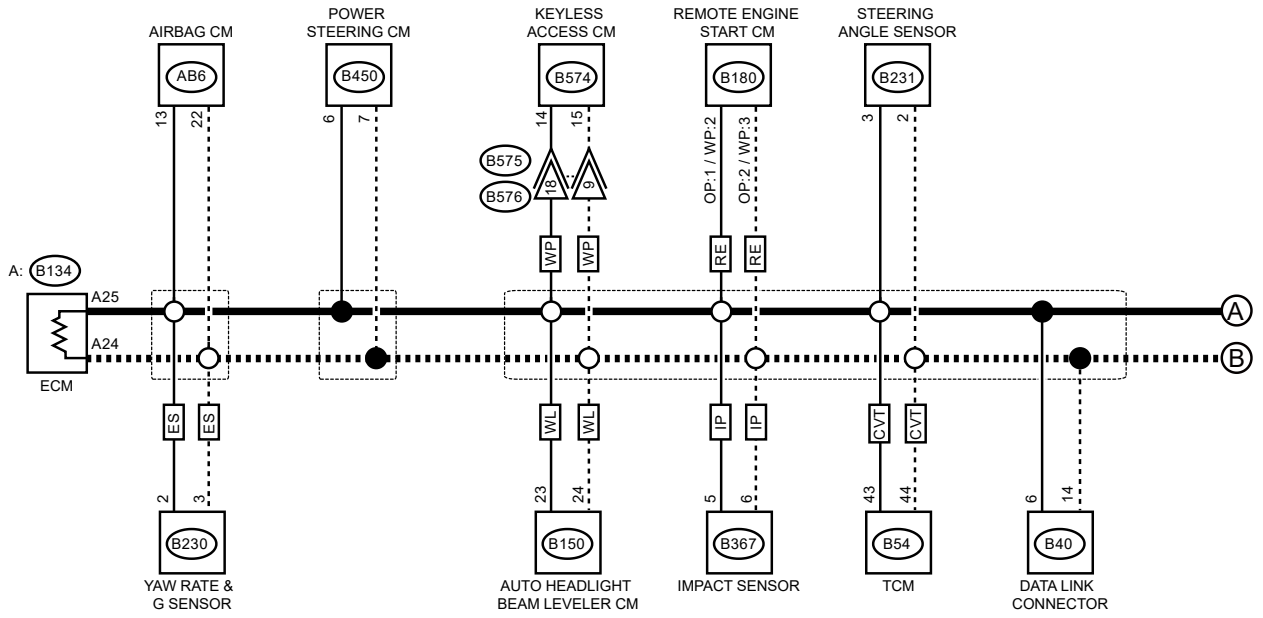 AIRBAG CM
POWER
STEERING CM
KEYLESS
ACCESS CM
REMOTE ENGINE
START CM
STEERING
ANGLE SENSOR
AB6
B450
B574
B180
B231
13
22
6
7
14
15
OP:1 / WP:2
OP:2 / WP:3
3
2
B575
B576
18
9
WP
WP
RE
RE
A: B134
A25
A24
ECM
A
B
ES
ES
WL
WL
IP
IP
CVT
CVT
2
3
23
24
5
6
43
44
6
14
B230
B150
B367
B54
B40
YAW RATE &
G SENSOR
AUTO HEADLIGHT
BEAM LEVELER CM
IMPACT SENSOR
TCM
DATA LINK
CONNECTOR